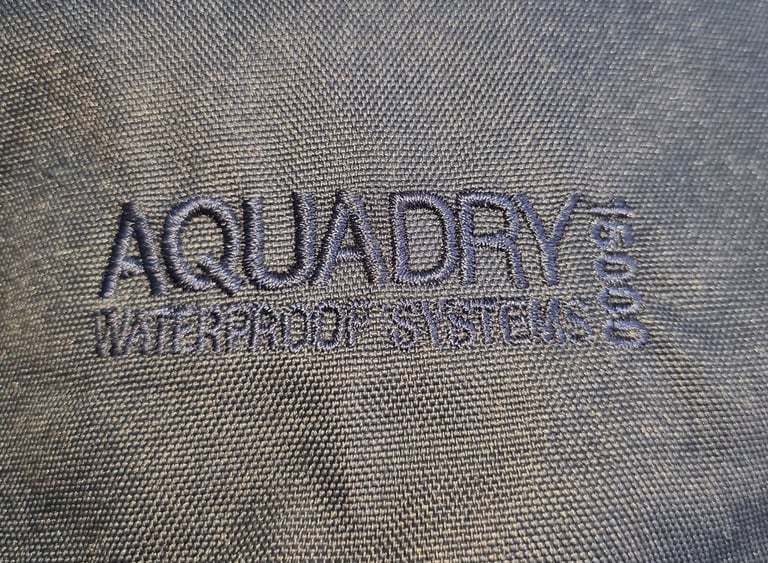 AQUADRY
WATERPROOF SYSTEMS
15000